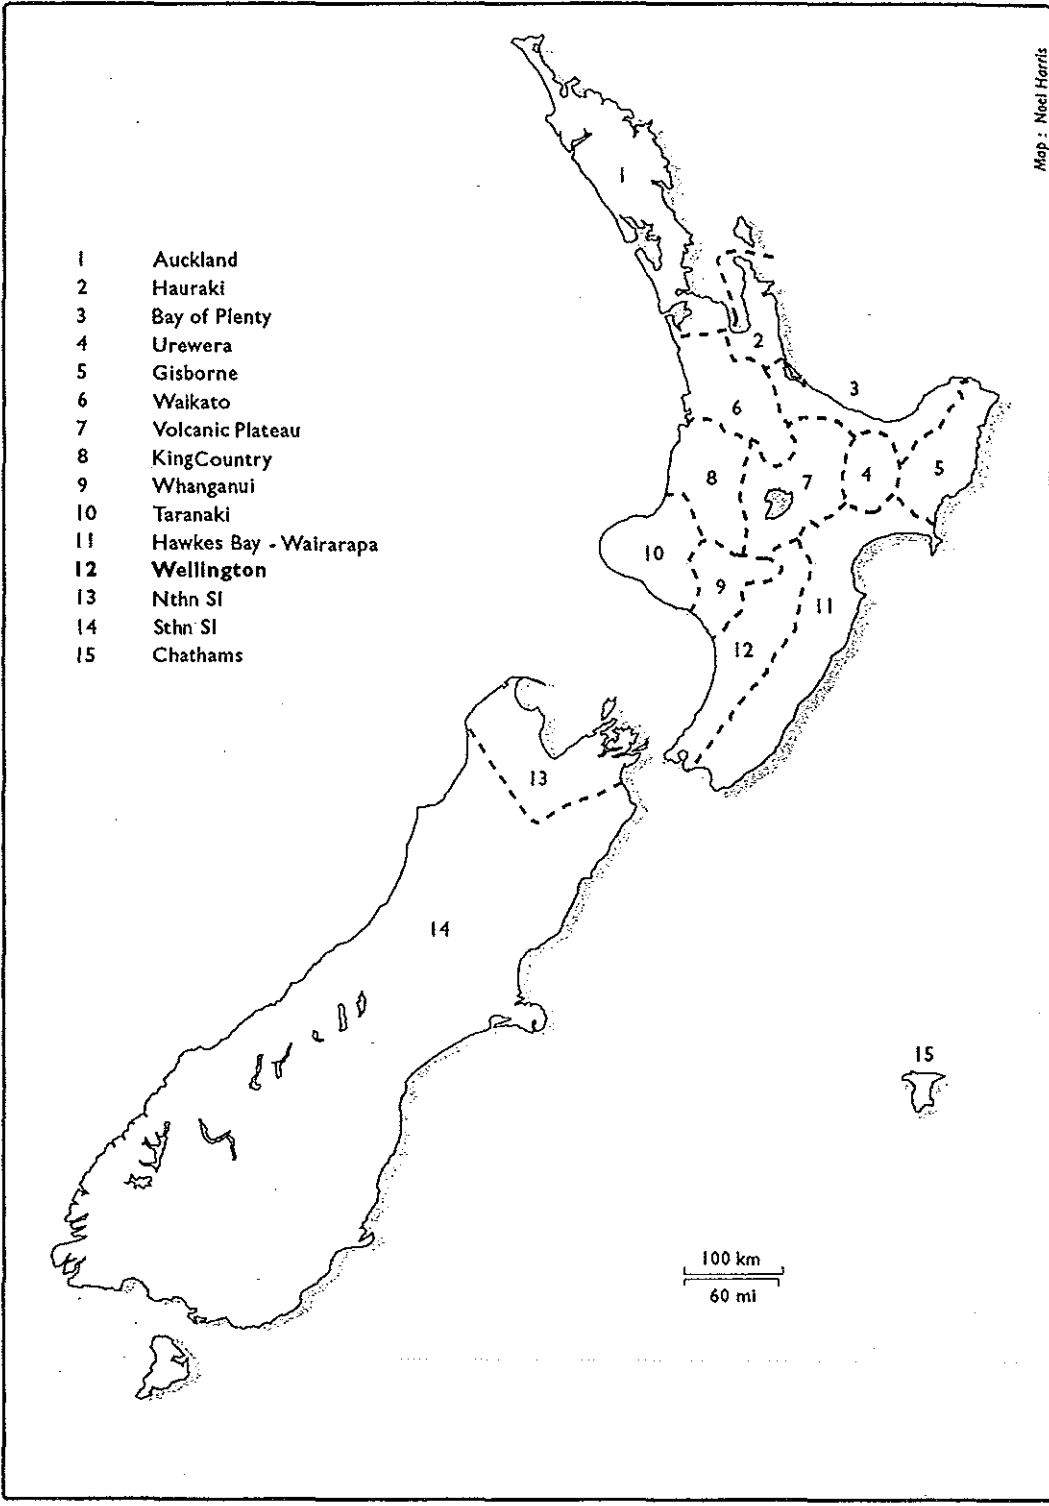 Map : Noel Harris
1 Auckland
2 Hauraki
3 Bay of Plenty
4 Urewera
5 Gisborne
6 Waikato
7 Volcanic Plateau
8 KingCountry
9 Whanganui
10 Taranaki
11 Hawkes Bay - Wairarapa
12 Wellington
13 Nthn SI
14 Sthn SI
15 Chathams
1
2
3
6
4
5
8
7
10
9
11
12
13
14
15
100 km
60 mi